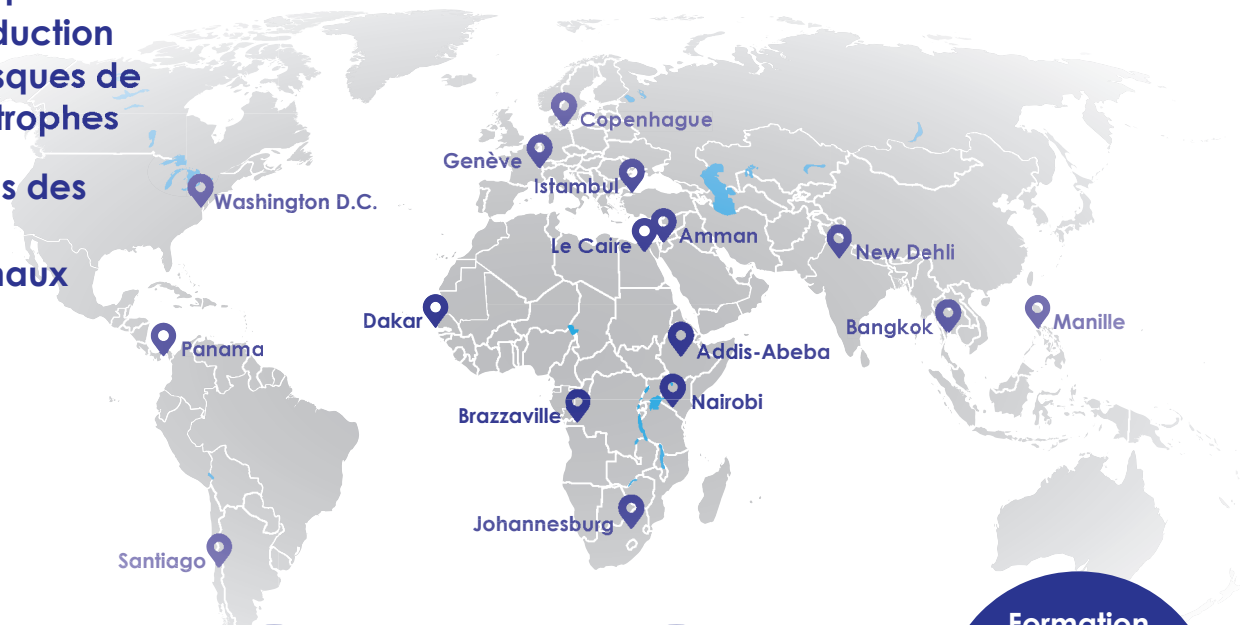 duction
sques de
trophes
s des
naux
Copenhague
Genève
Istambul
Washington D.C.
Le Caire
Amman
New Dehli
Dakar
Bangkok
Manille
Panama
Addis-Abeba
Brazzaville
Nairobi
Johannesburg
Santiago
Formation